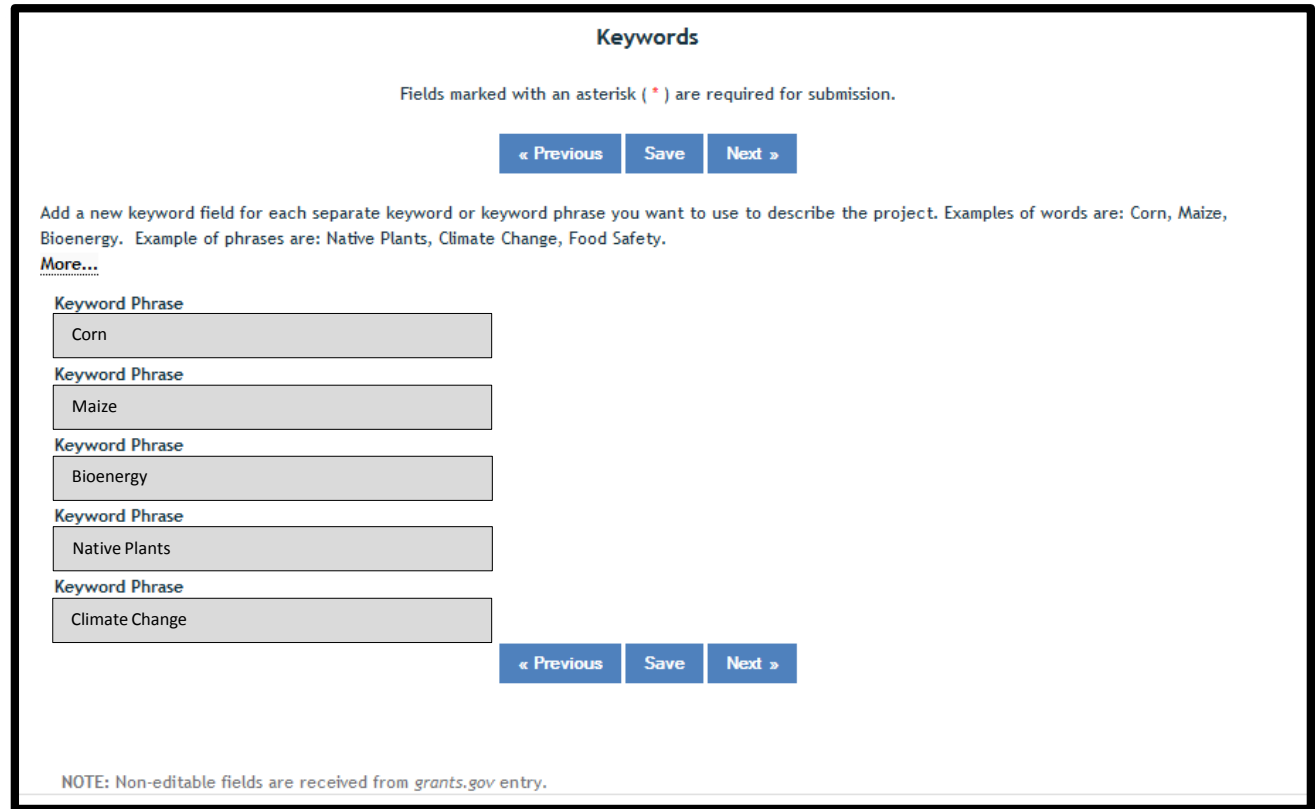 Keywords
Fields marked with an asterisk ( * ) are required for submission.
« Previous Save Next »
Add a new keyword field for each separate keyword or keyword phrase you want to use to describe the project. Examples of words are: Corn, Maize,
Bioenergy. Example of phrases are: Native Plants, Climate Change, Food Safety.
More...
Keyword Phrase
Corn
Keyword Phrase
Maize
Keyword Phrase
Bioenergy
Keyword Phrase
Native Plants
Keyword Phrase
Climate Change
« Previous Save Next »
NOTE: Non-editable fields are received from grants.gov entry.